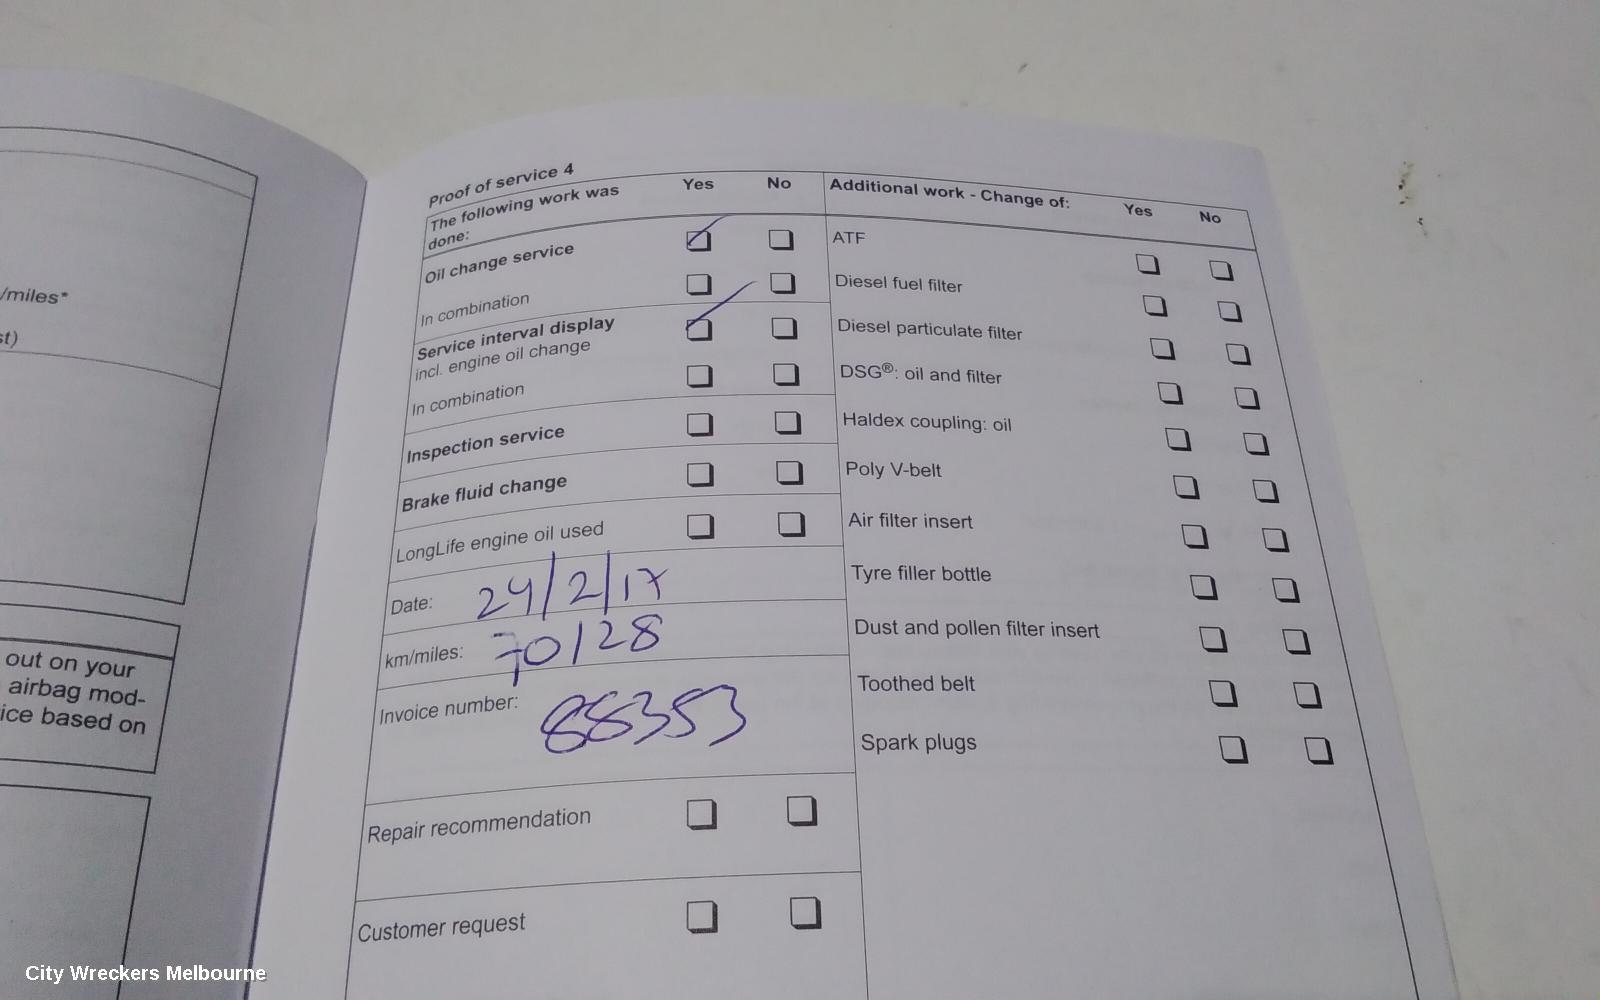 /miles*
st)
out on your
airbag mod-
ice based on
Proof of service 4
The following work was done: Yes No
Oil change service
In combination
Service interval display
incl. engine oil change
In combination
Inspection service
Brake fluid change
LongLife engine oil used
Date: 24/2/17
km/miles: 70128
Invoice number: 88353
Repair recommendation
Customer request
Additional work - Change of: Yes No
ATF
Diesel fuel filter
Diesel particulate filter
DSG®: oil and filter
Haldex coupling: oil
Poly V-belt
Air filter insert
Tyre filler bottle
Dust and pollen filter insert
Toothed belt
Spark plugs
City Wreckers Melbourne